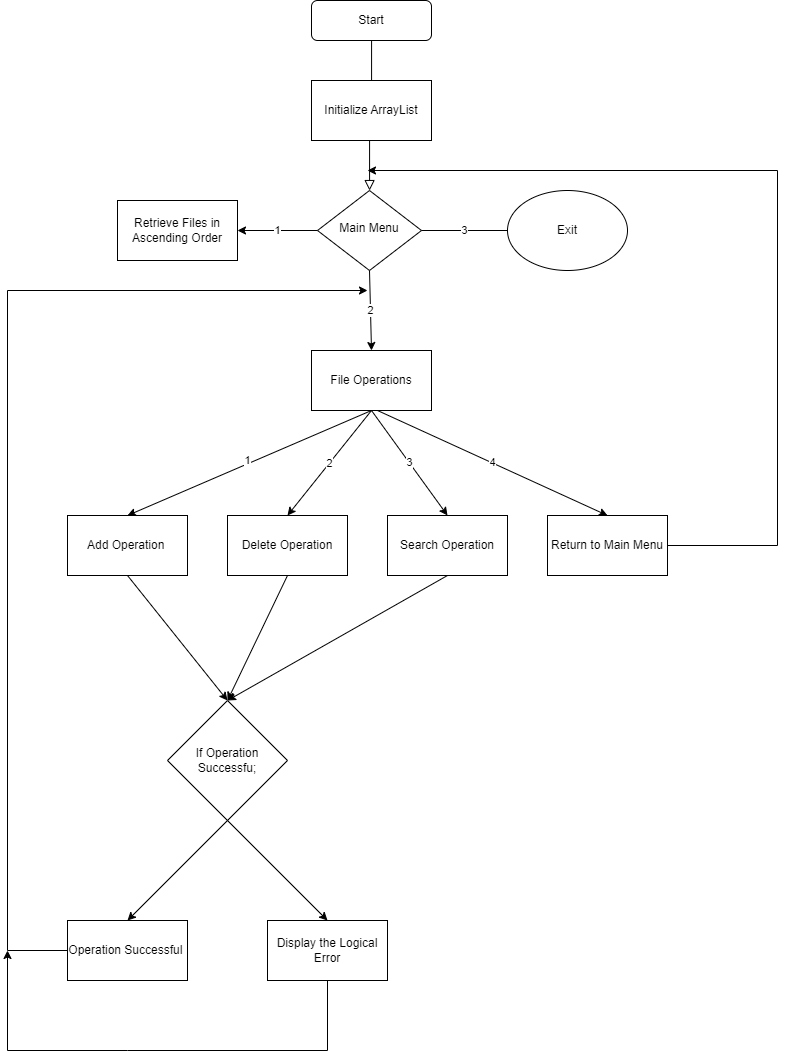 Start
Initialize ArrayList
Retrieve Files in
Ascending Order
1
Main Menu
3
Exit
2
File Operations
1
2
3
4
Add Operation
Delete Operation
Search Operation
Return to Main Menu
If Operation
Successfu;
Operation Successful
Display the Logical
Error